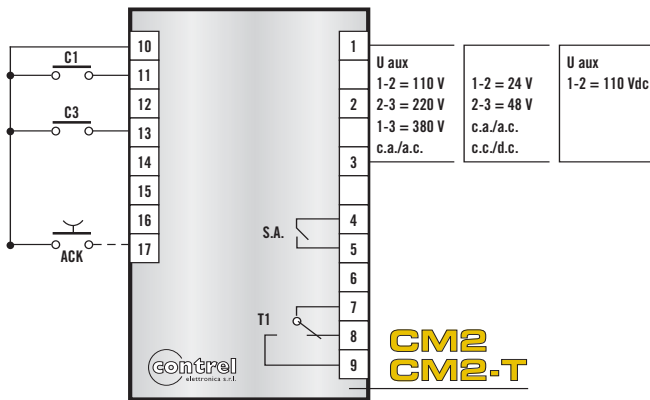 C1
C3
ACK
10
11
12
13
14
15
16
17
1
2
3
4
5
6
7
8
9
S.A.
T1
contrel
elettronica s.r.l.
U aux
1-2 = 110 V
2-3 = 220 V
1-3 = 380 V
c.a./a.c.
1-2 = 24 V
2-3 = 48 V
c.a./a.c.
c.c./d.c.
U aux
1-2 = 110 Vdc
CM2
CM2-T